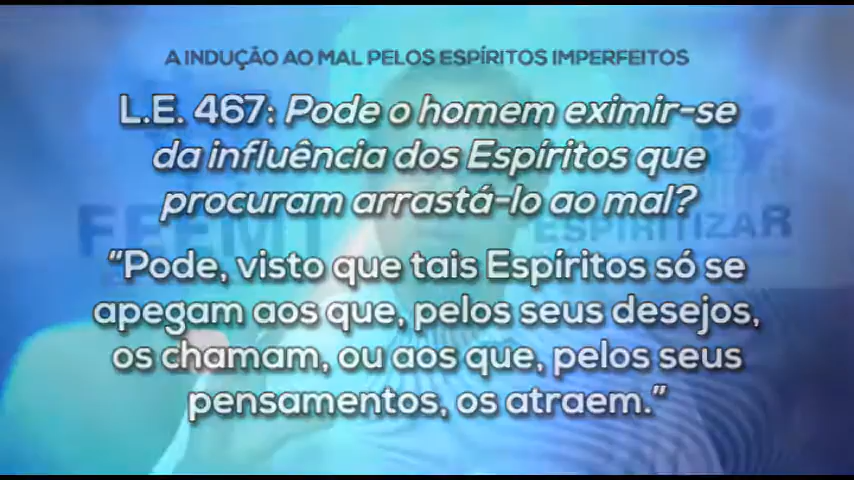 A INDUÇÃO AO MAL PELOS ESPÍRITOS IMPERFEITOS
L.E. 467: Pode o homem eximir-se
da influência dos Espíritos que
procuram arrastá-lo ao mal?
FEEMT
ESPIRITIZAR
“Pode, visto que tais Espíritos só se
apegam aos que, pelos seus desejos,
os chamam, ou aos que, pelos seus
pensamentos, os atraem.”